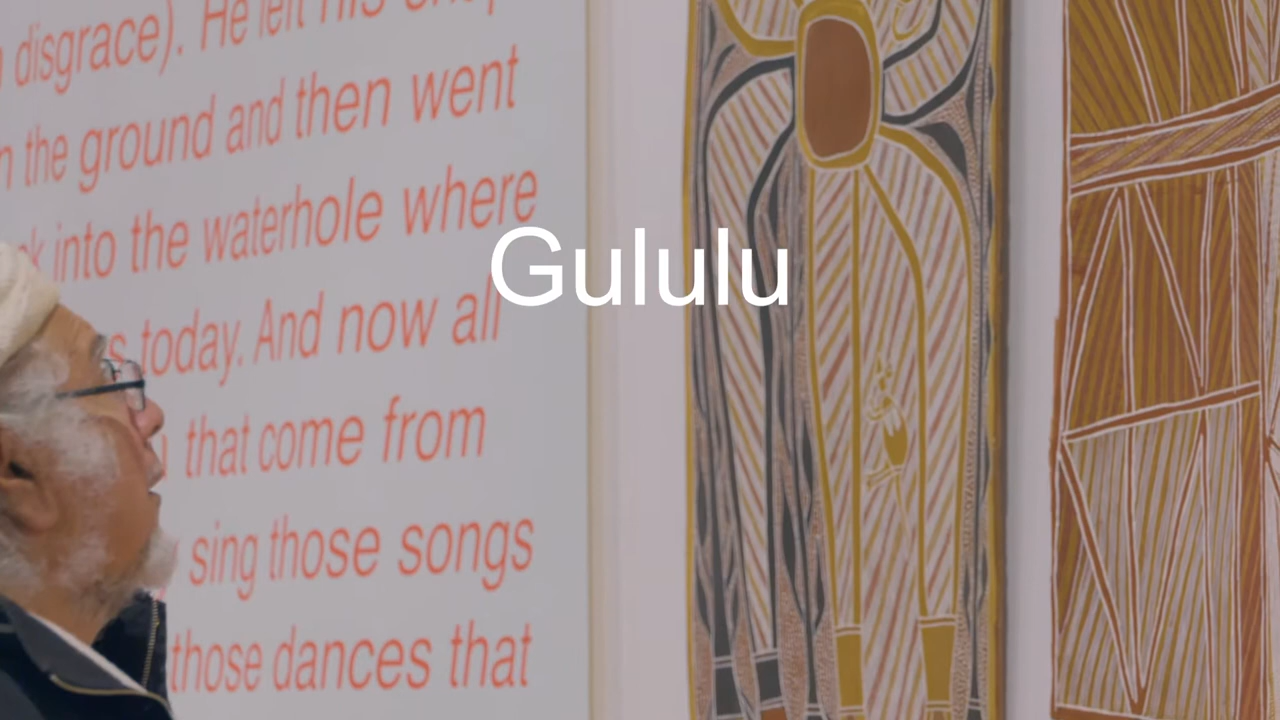 disgrace). He left his
the ground and then went
into the waterhole where
Gululu
today. And now all
that come from
sing those songs
those dances that